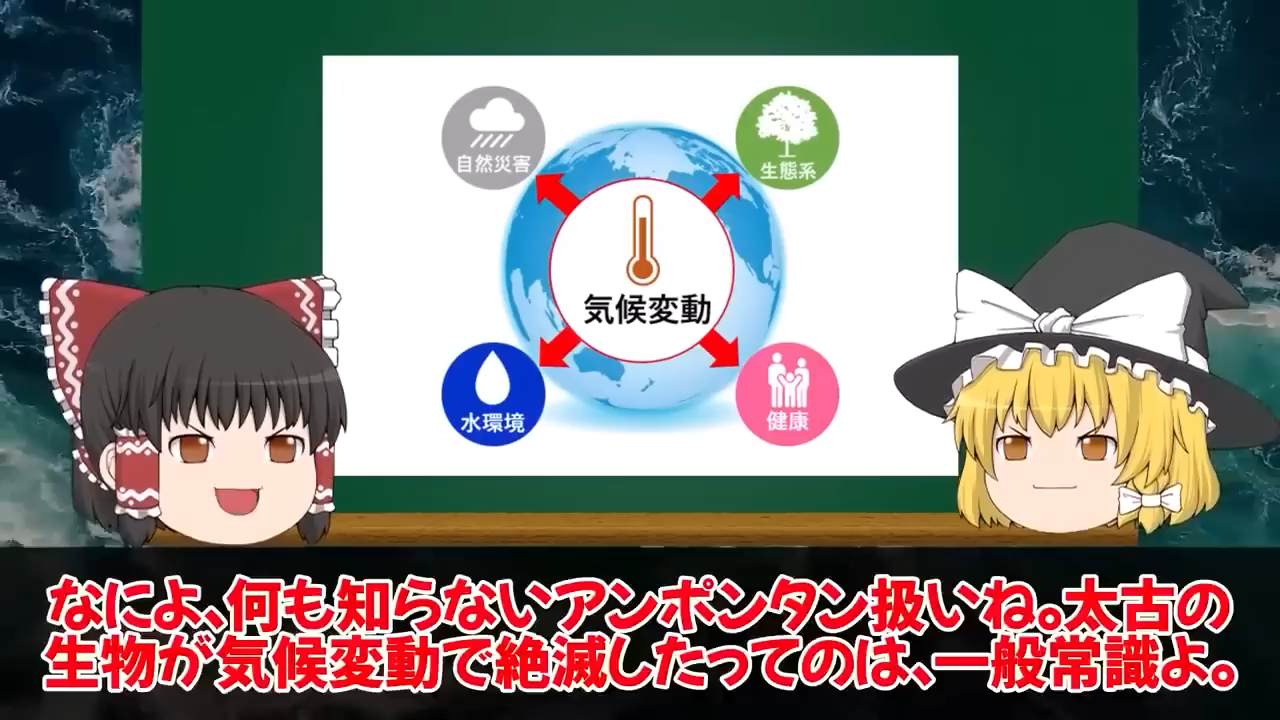 自然災害
生態系
気候変動
水環境
健康
なによ、何も知らないアンポンタン扱いね。太古の
生物が気候変動で絶滅したってのは、一般常識よ。